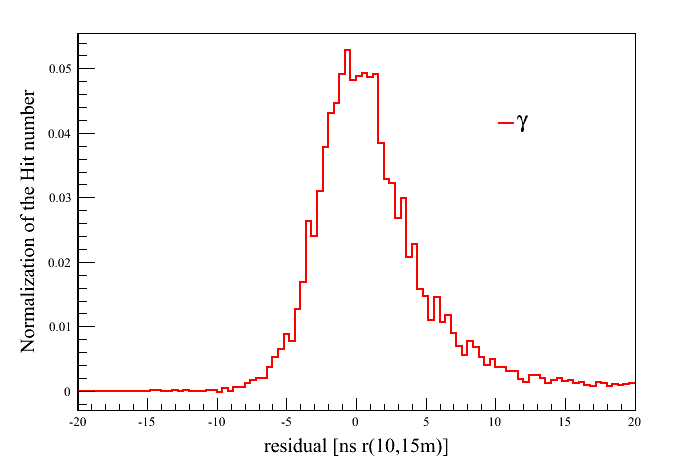 Normalization of the Hit number
0.05
0.04
0.03
0.02
0.01
0
γ
-20 -15 -10 -5 0 5 10 15 20
residual [ns r(10,15m)]